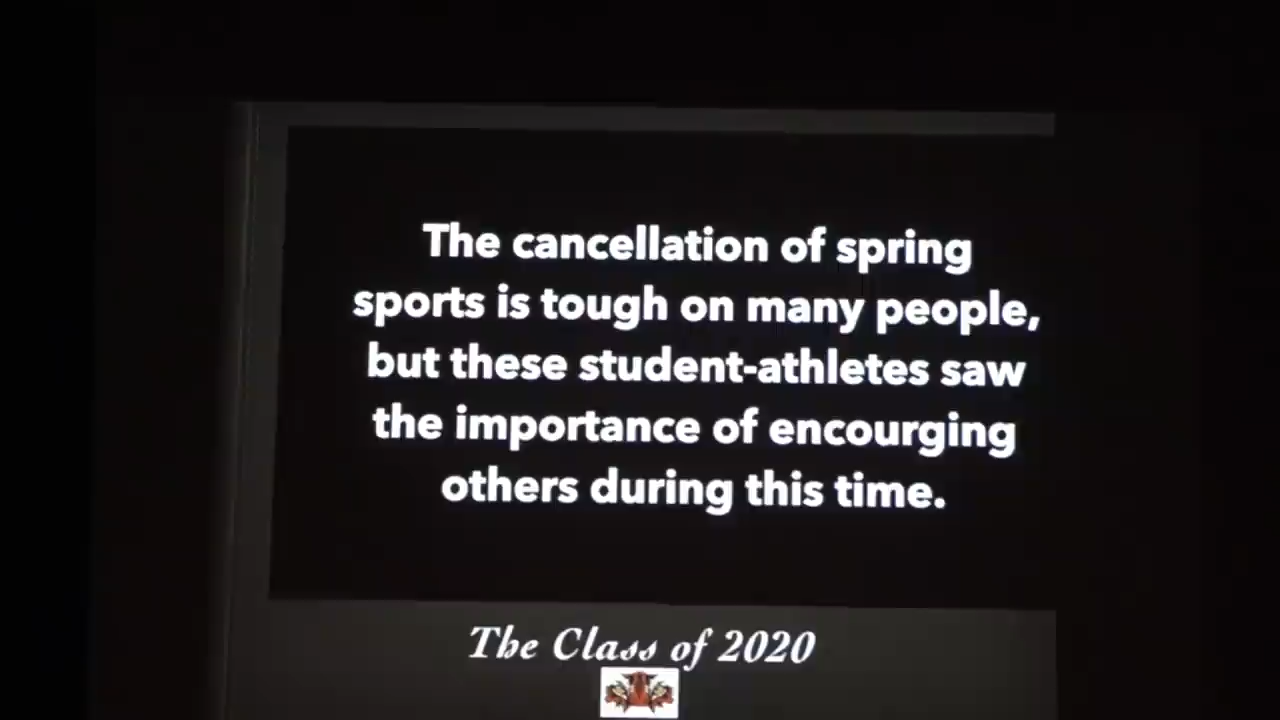 The cancellation of spring
sports is tough on many people,
but these student-athletes saw
the importance of encourging
others during this time.
The Class of 2020